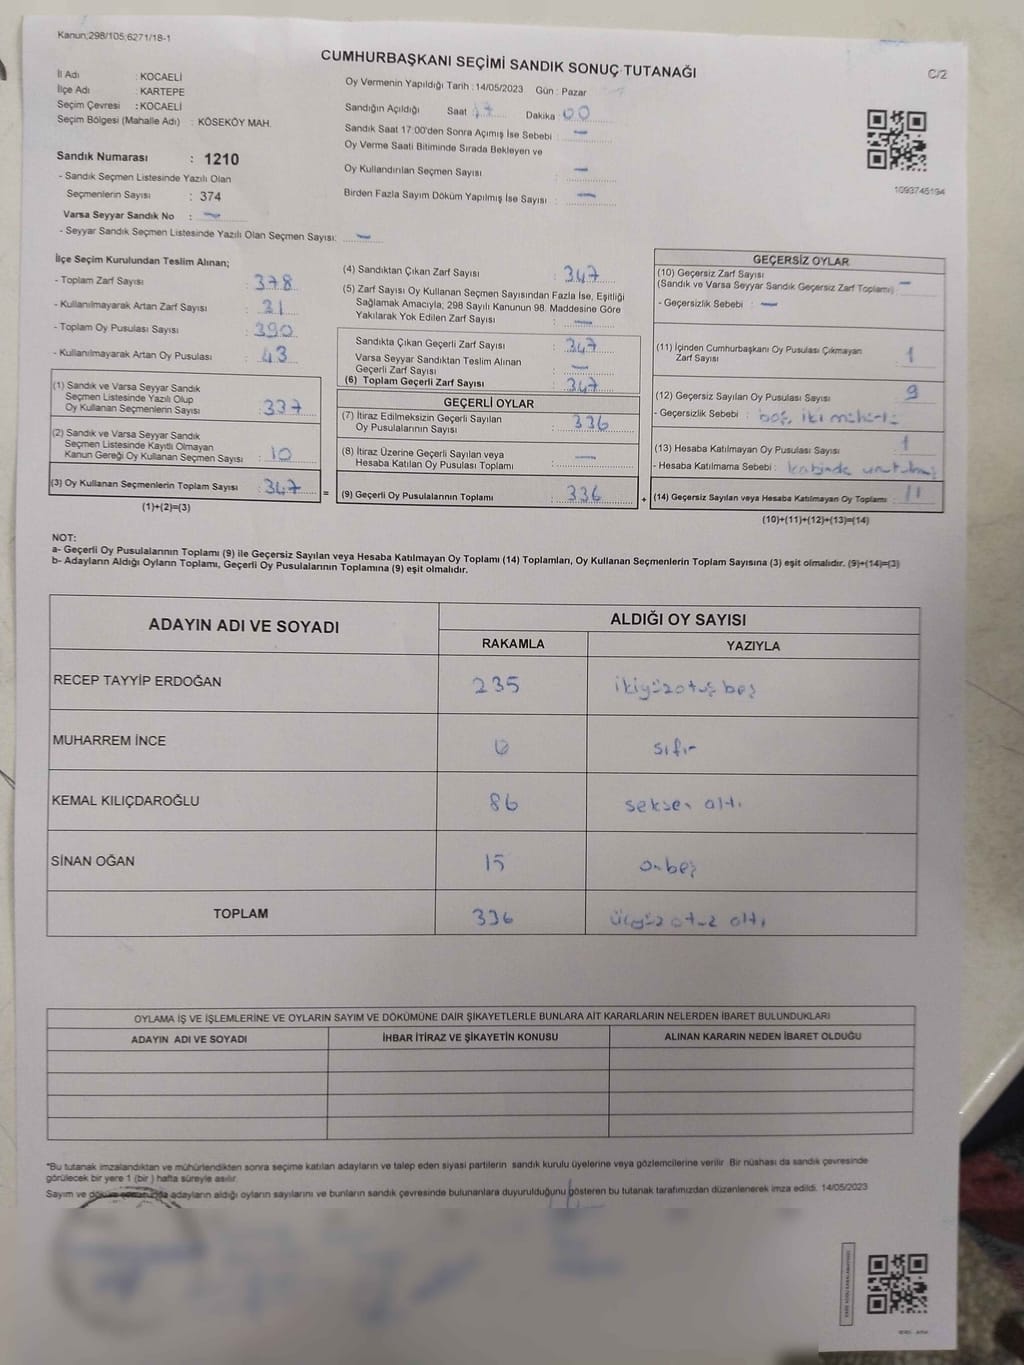 Kanun;298/105;6271/18-1
CUMHURBAŞKANI SEÇİMİ SANDIK SONUÇ TUTANAĞI
C/2
İl Adı : KOCAELİ
İlçe Adı : KARTEPE
Seçim Çevresi : KOCAELİ
Seçim Bölgesi (Mahalle Adı) : KÖSEKÖY MAH.
Oy Vermenin Yapıldığı Tarih : 14/05/2023 Gün : Pazar
Sandığın Açıldığı Saat 17 Dakika : 00
Sandık Saat 17:00'den Sonra Açımış İse Sebebi : —
Oy Verme Saati Bitiminde Sırada Bekleyen ve
Oy Kullandırılan Seçmen Sayısı : —
Birden Fazla Sayım Döküm Yapılmış İse Sayısı : —
1093745194
Sandık Numarası : 1210
- Sandık Seçmen Listesinde Yazılı Olan
Seçmenlerin Sayısı : 374
Varsa Seyyar Sandık No : —
- Seyyar Sandık Seçmen Listesinde Yazılı Olan Seçmen Sayısı: —
İlçe Seçim Kurulundan Teslim Alınan;
- Toplam Zarf Sayısı : 378
- Kullanılmayarak Artan Zarf Sayısı : 31
- Toplam Oy Pusulası Sayısı : 390
- Kullanılmayarak Artan Oy Pusulası : 43
(1) Sandık ve Varsa Seyyar Sandık
Seçmen Listesinde Yazılı Olup
Oy Kullanan Seçmenlerin Sayısı : 337
(2) Sandık ve Varsa Seyyar Sandık
Seçmen Listesinde Kayıtlı Olmayan
Kanun Gereği Oy Kullanan Seçmen Sayısı : 10
(3) Oy Kullanan Seçmenlerin Toplam Sayısı : 347 =
(1)+(2)=(3)
(4) Sandıktan Çıkan Zarf Sayısı : 347
(5) Zarf Sayısı Oy Kullanan Seçmen Sayısından Fazla İse, Eşitliği
Sağlamak Amacıyla; 298 Sayılı Kanunun 98. Maddesine Göre
Yakılarak Yok Edilen Zarf Sayısı : —
Sandıkta Çıkan Geçerli Zarf Sayısı : 347
Varsa Seyyar Sandıktan Teslim Alınan
Geçerli Zarf Sayısı : —
(6) Toplam Geçerli Zarf Sayısı : 347
GEÇERLİ OYLAR
(7) İtiraz Edilmeksizin Geçerli Sayılan
Oy Pusulalarının Sayısı : 336
(8) İtiraz Üzerine Geçerli Sayılan veya
Hesaba Katılan Oy Pusulası Toplamı : —
(9) Geçerli Oy Pusulalarının Toplamı : 336 +
GEÇERSİZ OYLAR
(10) Geçersiz Zarf Sayısı
(Sandık ve Varsa Seyyar Sandık Geçersiz Zarf Toplamı) : —
- Geçersizlik Sebebi : —
(11) İçinden Cumhurbaşkanı Oy Pusulası Çıkmayan
Zarf Sayısı : 1
(12) Geçersiz Sayılan Oy Pusulası Sayısı : 9
- Geçersizlik Sebebi : boş, iki mühürlü
(13) Hesaba Katılmayan Oy Pusulası Sayısı : 1
- Hesaba Katılmama Sebebi : kabinde unutulmuş
(14) Geçersiz Sayılan veya Hesaba Katılmayan Oy Toplamı : 11
(10)+(11)+(12)+(13)=(14)
NOT:
a- Geçerli Oy Pusulalarının Toplamı (9) ile Geçersiz Sayılan veya Hesaba Katılmayan Oy Toplamı (14) Toplamları, Oy Kullanan Seçmenlerin Toplam Sayısına (3) eşit olmalıdır. (9)+(14)=(3)
b- Adayların Aldığı Oyların Toplamı, Geçerli Oy Pusulalarının Toplamına (9) eşit olmalıdır.
ADAYIN ADI VE SOYADI
ALDIĞI OY SAYISI
RAKAMLA YAZIYLA
RECEP TAYYİP ERDOĞAN 235 ikiyüzotuzbeş
MUHARREM İNCE 0 sıfır
KEMAL KILIÇDAROĞLU 86 seksen altı
SİNAN OĞAN 15 onbeş
TOPLAM 336 üçyüz otuz altı
OYLAMA İŞ VE İŞLEMLERİNE VE OYLARIN SAYIM VE DÖKÜMÜNE DAİR ŞİKAYETLERLE BUNLARA AİT KARARLARIN NELERDEN İBARET BULUNDUKLARI
ADAYIN ADI VE SOYADI İHBAR İTİRAZ VE ŞİKAYETİN KONUSU ALINAN KARARIN NEDEN İBARET OLDUĞU
*Bu tutanak imzalandıktan ve mühürlendikten sonra seçime katılan adayların ve talep eden siyasi partilerin sandık kurulu üyelerine veya gözlemcilerine verilir. Bir nüshası da sandık çevresinde
görülecek bir yere 1 (bir ) hafta süreyle asılır.
Sayım ve döküm sonucunda adayların aldığı oyların sayılarını ve bunların sandık çevresinde bulunanlara duyurulduğunu gösteren bu tutanak tarafımızdan düzenlenerek imza edildi. 14/05/2023